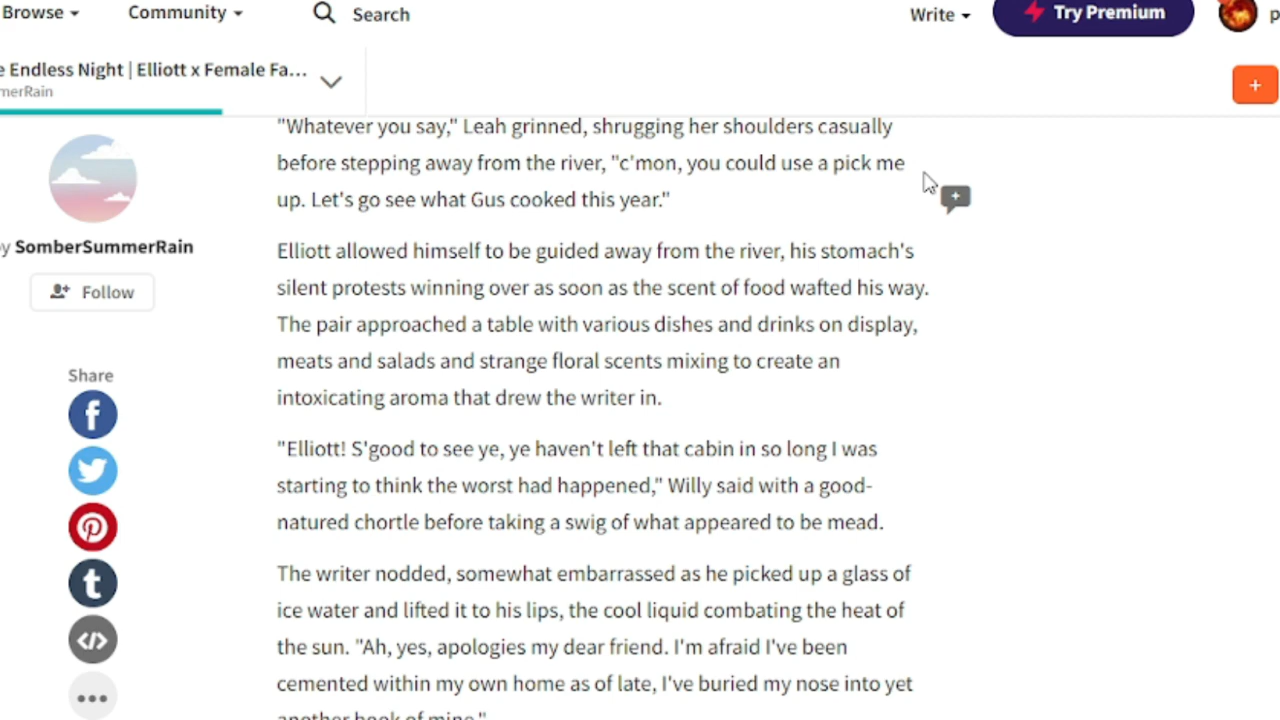 Browse
Community
Search
Write
Try Premium
p
e Endless Night | Elliott x Female Fa...
merRain
+
"Whatever you say," Leah grinned, shrugging her shoulders casually
before stepping away from the river, "c'mon, you could use a pick me
up. Let's go see what Gus cooked this year."
y SomberSummerRain
Follow
Elliott allowed himself to be guided away from the river, his stomach's
silent protests winning over as soon as the scent of food wafted his way.
The pair approached a table with various dishes and drinks on display,
meats and salads and strange floral scents mixing to create an
intoxicating aroma that drew the writer in.
Share
"Elliott! S'good to see ye, ye haven't left that cabin in so long I was
starting to think the worst had happened," Willy said with a good-
natured chortle before taking a swig of what appeared to be mead.
The writer nodded, somewhat embarrassed as he picked up a glass of
ice water and lifted it to his lips, the cool liquid combating the heat of
the sun. "Ah, yes, apologies my dear friend. I'm afraid I've been
cemented within my own home as of late, I've buried my nose into yet
another book of mine."